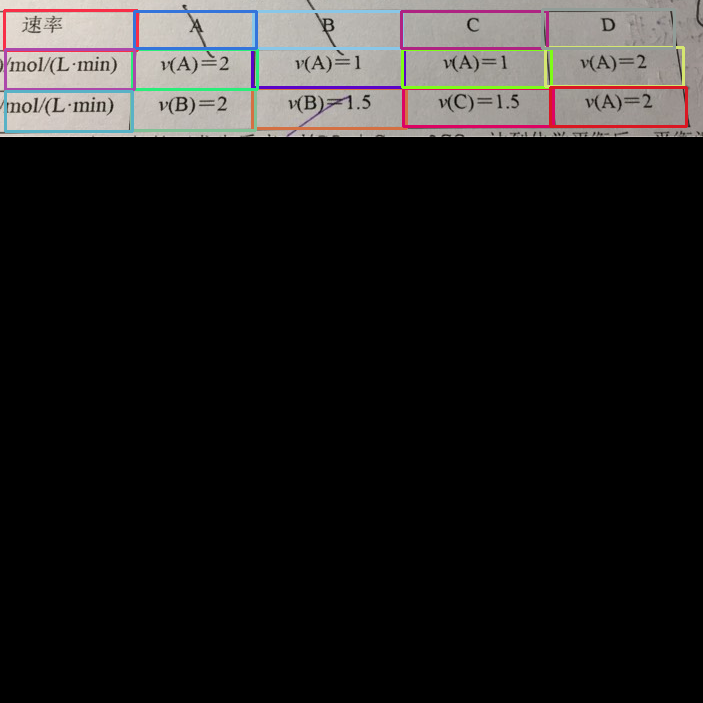 速率 A B C D
)/mol/(L·min) v(A)=2 v(A)=1 v(A)=1 v(A)=2
/mol/(L·min) v(B)=2 v(B)=1.5 v(C)=1.5 v(A)=2